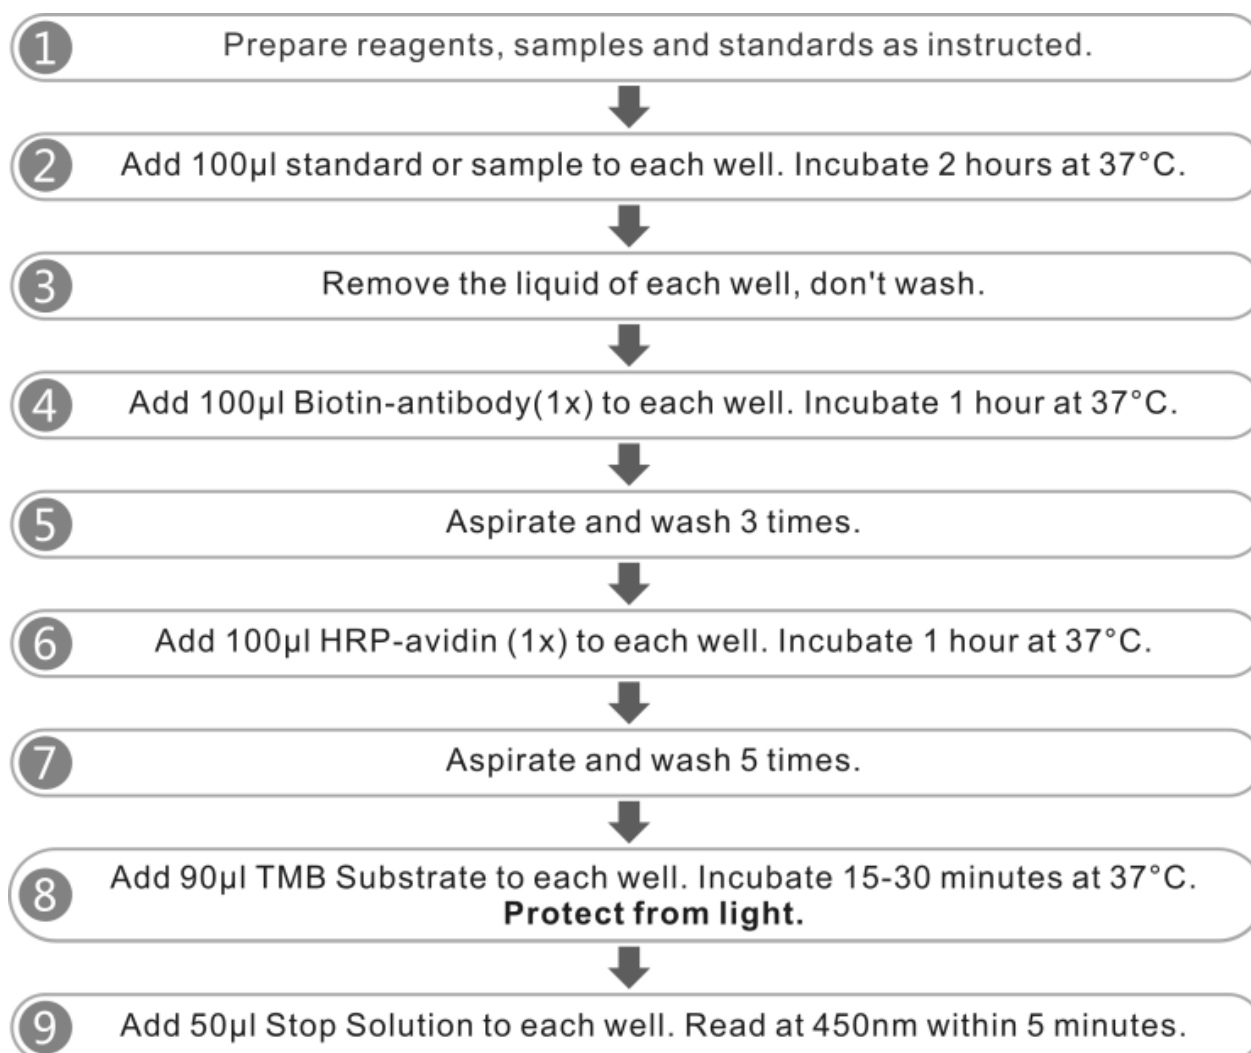 1 Prepare reagents, samples and standards as instructed.
2 Add 100µl standard or sample to each well. Incubate 2 hours at 37°C.
3 Remove the liquid of each well, don't wash.
4 Add 100µl Biotin-antibody(1x) to each well. Incubate 1 hour at 37°C.
5 Aspirate and wash 3 times.
6 Add 100µl HRP-avidin (1x) to each well. Incubate 1 hour at 37°C.
7 Aspirate and wash 5 times.
8 Add 90µl TMB Substrate to each well. Incubate 15-30 minutes at 37°C.
Protect from light.
9 Add 50µl Stop Solution to each well. Read at 450nm within 5 minutes.